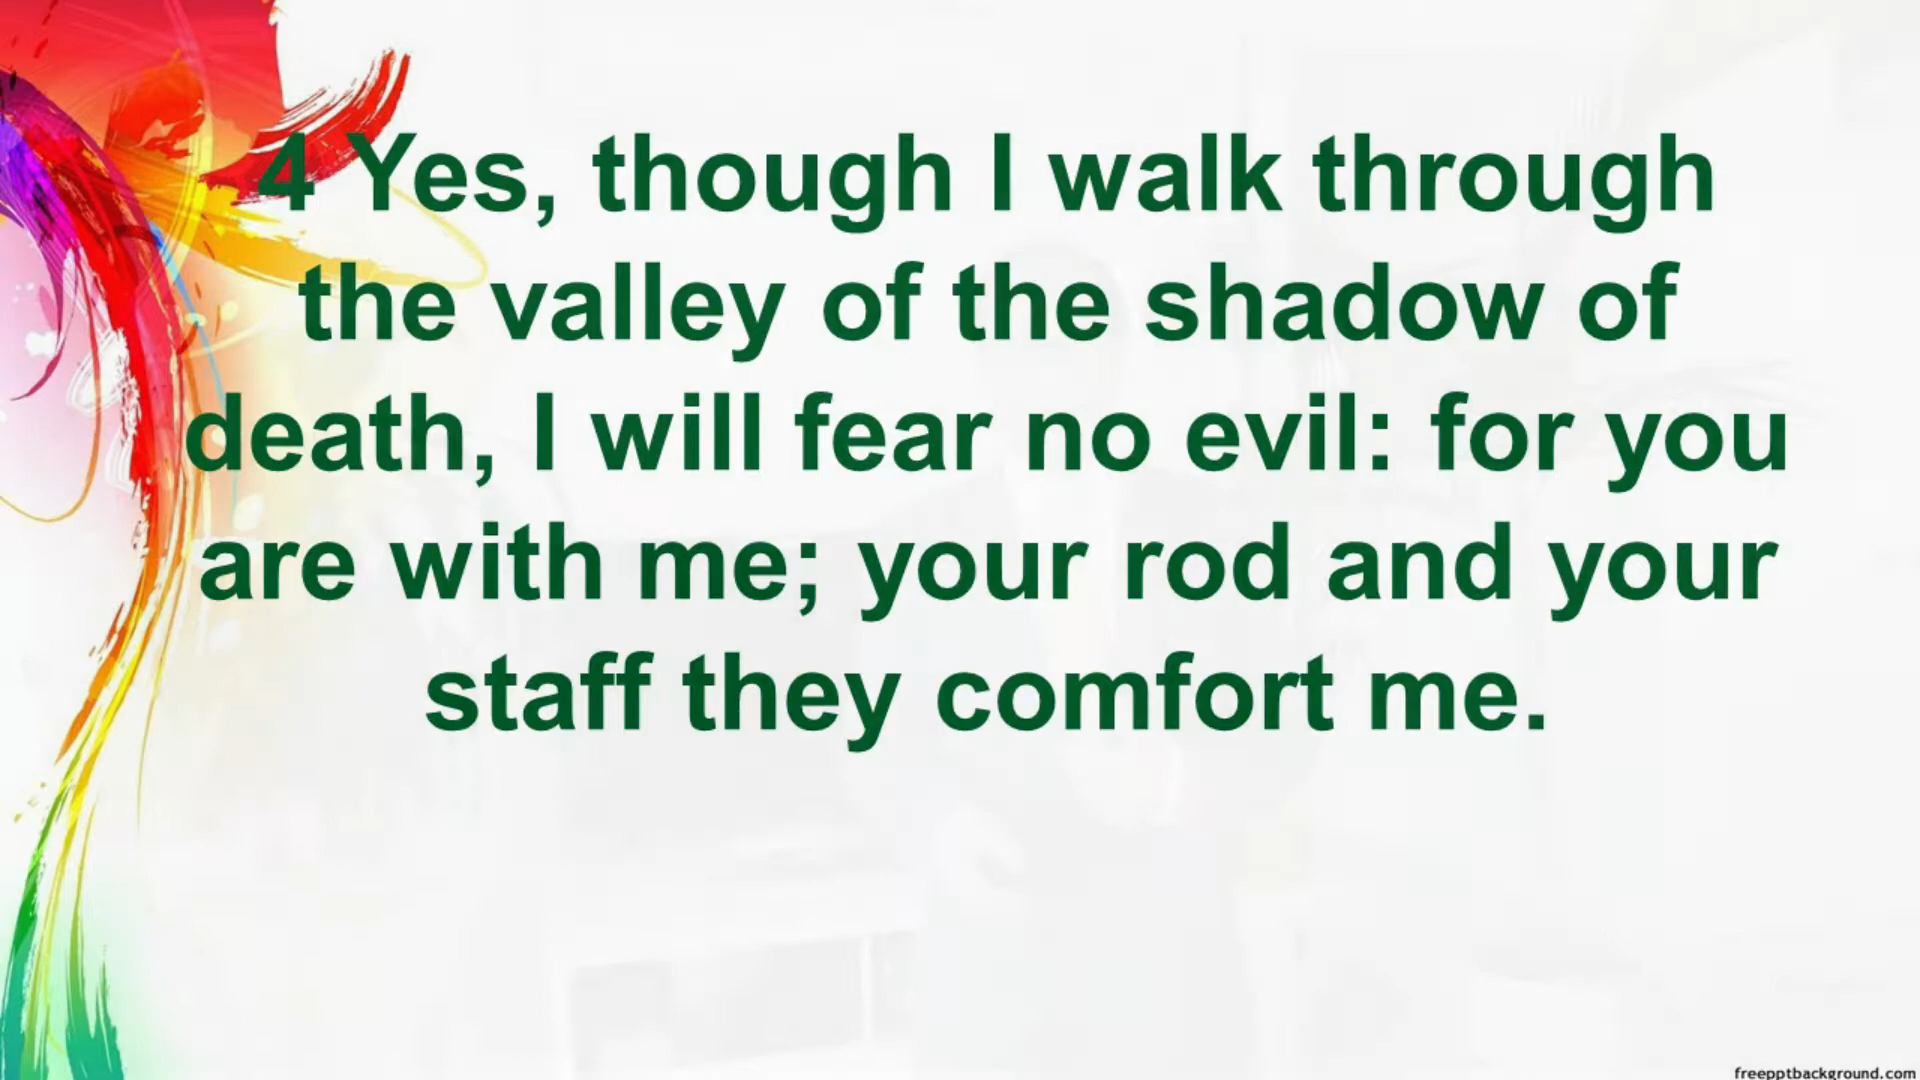 4 Yes, though I walk through
the valley of the shadow of
death, I will fear no evil: for you
are with me; your rod and your
staff they comfort me.
freepptbackground.com